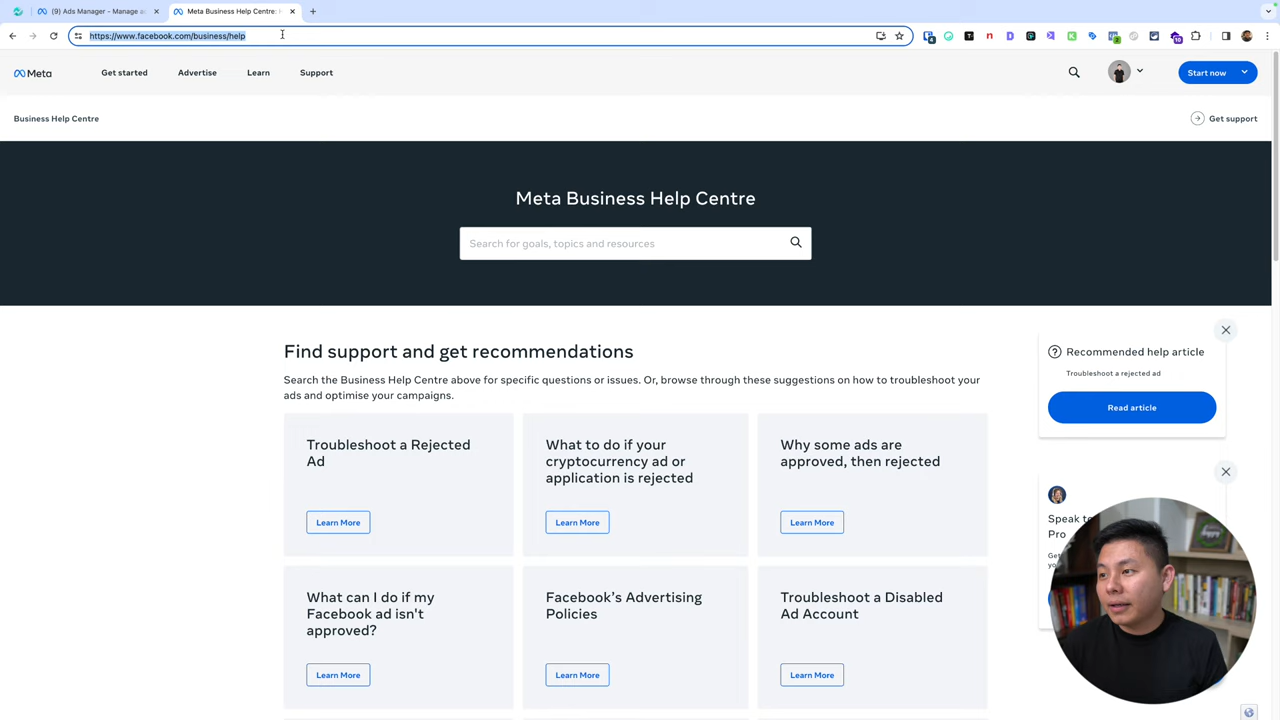 (9) Ads Manager - Manage a
Meta Business Help Centre:
https://www.facebook.com/business/help
Meta
Get started
Advertise
Learn
Support
Start now
Business Help Centre
Get support
Meta Business Help Centre
Search for goals, topics and resources
Find support and get recommendations
Search the Business Help Centre above for specific questions or issues. Or, browse through these suggestions on how to troubleshoot your
ads and optimise your campaigns.
Recommended help article
Troubleshoot a rejected ad
Read article
Troubleshoot a Rejected
Ad
Learn More
What to do if your
cryptocurrency ad or
application is rejected
Learn More
Why some ads are
approved, then rejected
Learn More
Speak to
Pro
Get
yo
What can I do if my
Facebook ad isn't
approved?
Learn More
Facebook's Advertising
Policies
Learn More
Troubleshoot a Disabled
Ad Account
Learn More